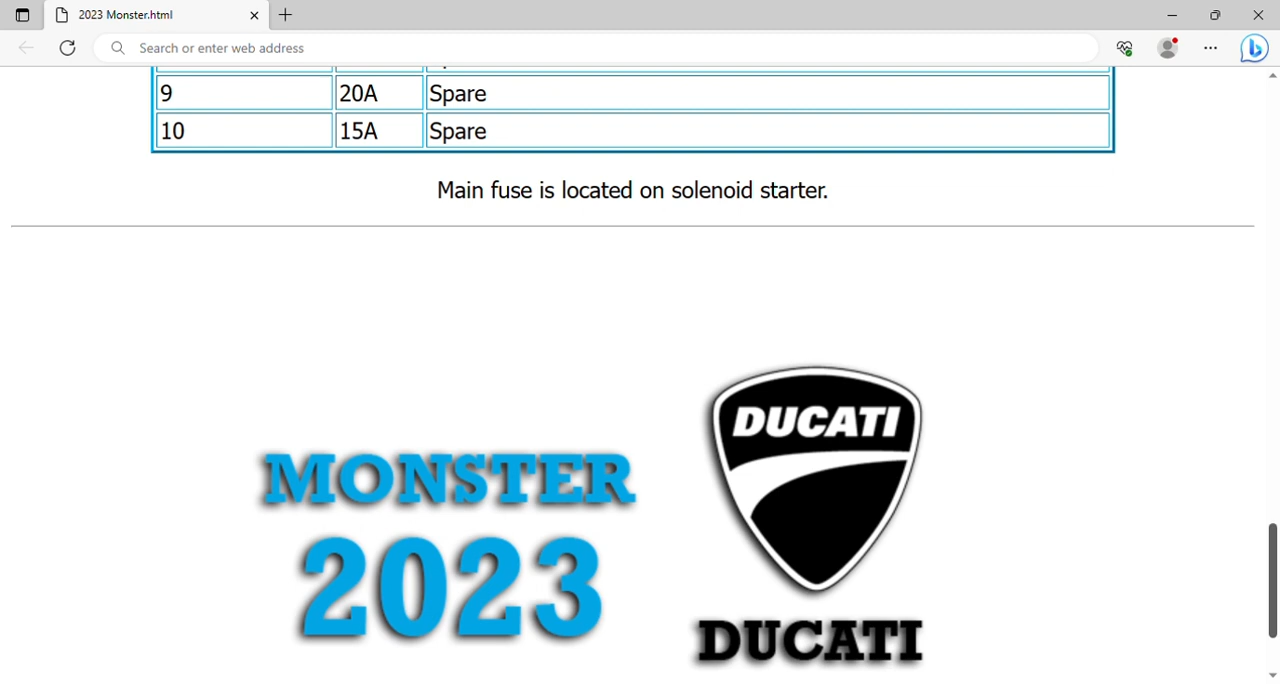 2023 Monster.html
Search or enter web address
9 20A Spare
10 15A Spare
Main fuse is located on solenoid starter.
DUCATI
MONSTER
2023
DUCATI